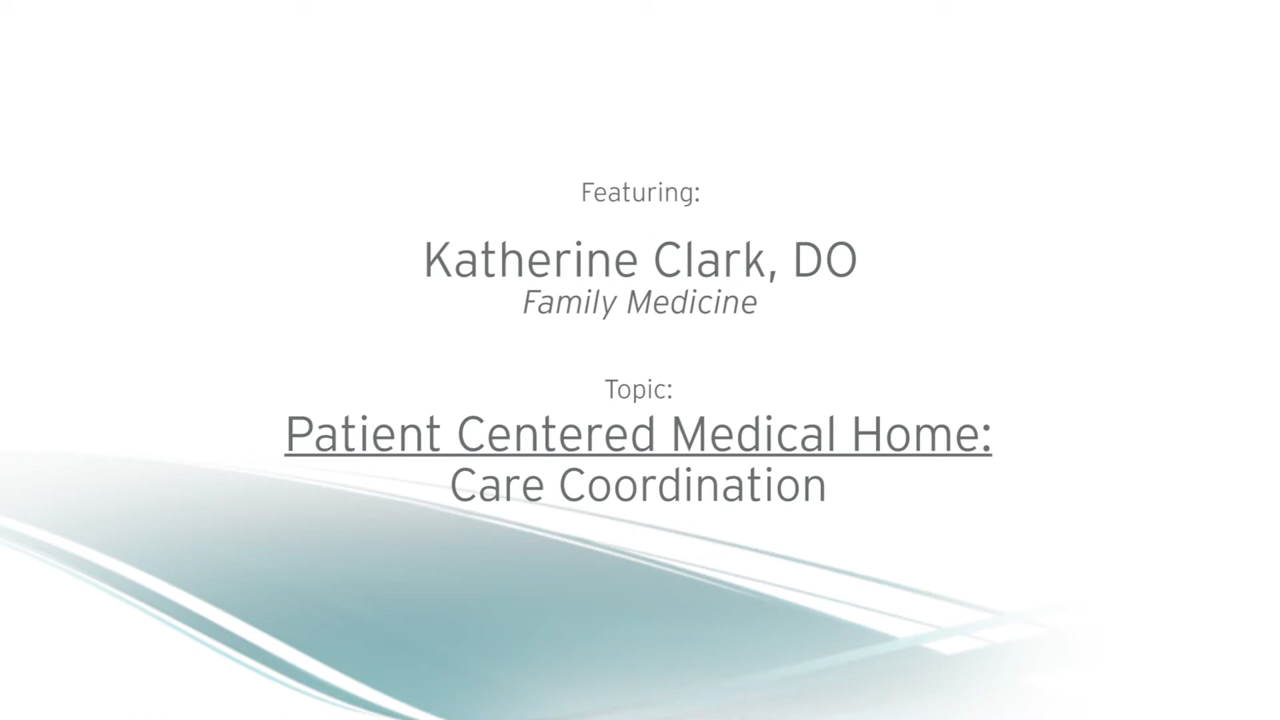 Featuring:
Katherine Clark, DO
Family Medicine
Topic:
Patient Centered Medical Home:
Care Coordination